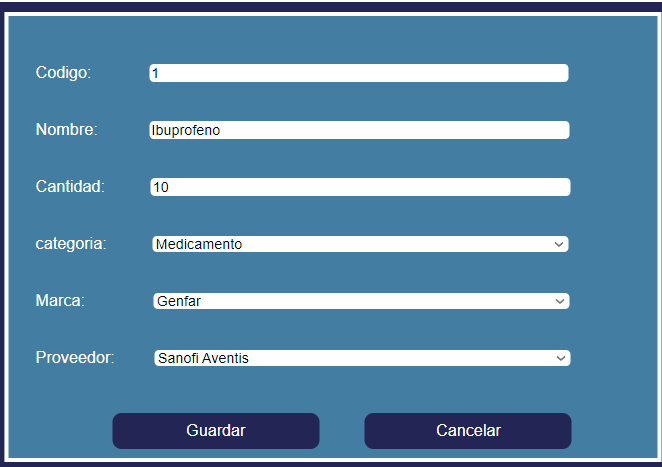 Codigo: 1
Nombre: Ibuprofeno
Cantidad: 10
categoria: Medicamento
Marca: Genfar
Proveedor: Sanofi Aventis
Guardar Cancelar